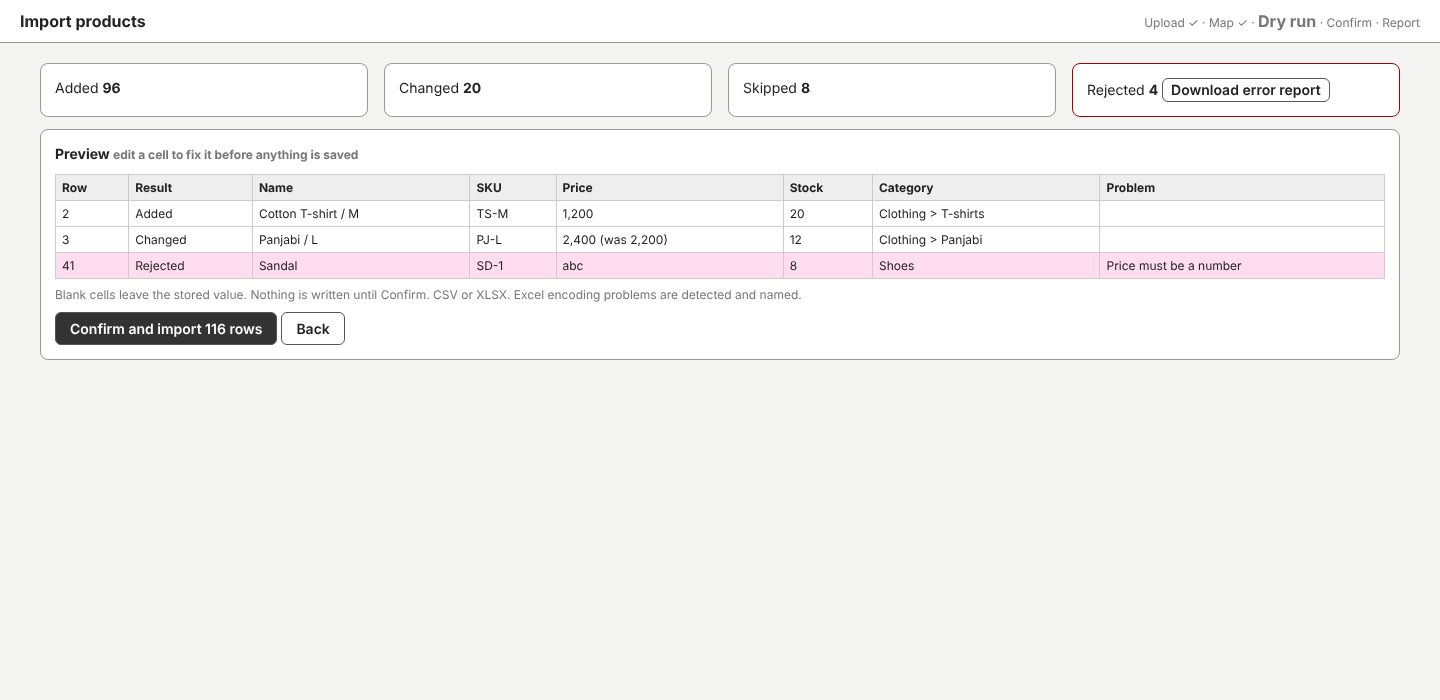 Import products
Upload ✓ · Map ✓ · Dry run · Confirm · Report
Added 96
Changed 20
Skipped 8
Rejected 4 Download error report
Preview edit a cell to fix it before anything is saved
Row Result Name SKU Price Stock Category Problem
2 Added Cotton T-shirt / M TS-M 1,200 20 Clothing > T-shirts
3 Changed Panjabi / L PJ-L 2,400 (was 2,200) 12 Clothing > Panjabi
41 Rejected Sandal SD-1 abc 8 Shoes Price must be a number
Blank cells leave the stored value. Nothing is written until Confirm. CSV or XLSX. Excel encoding problems are detected and named.
Confirm and import 116 rows Back